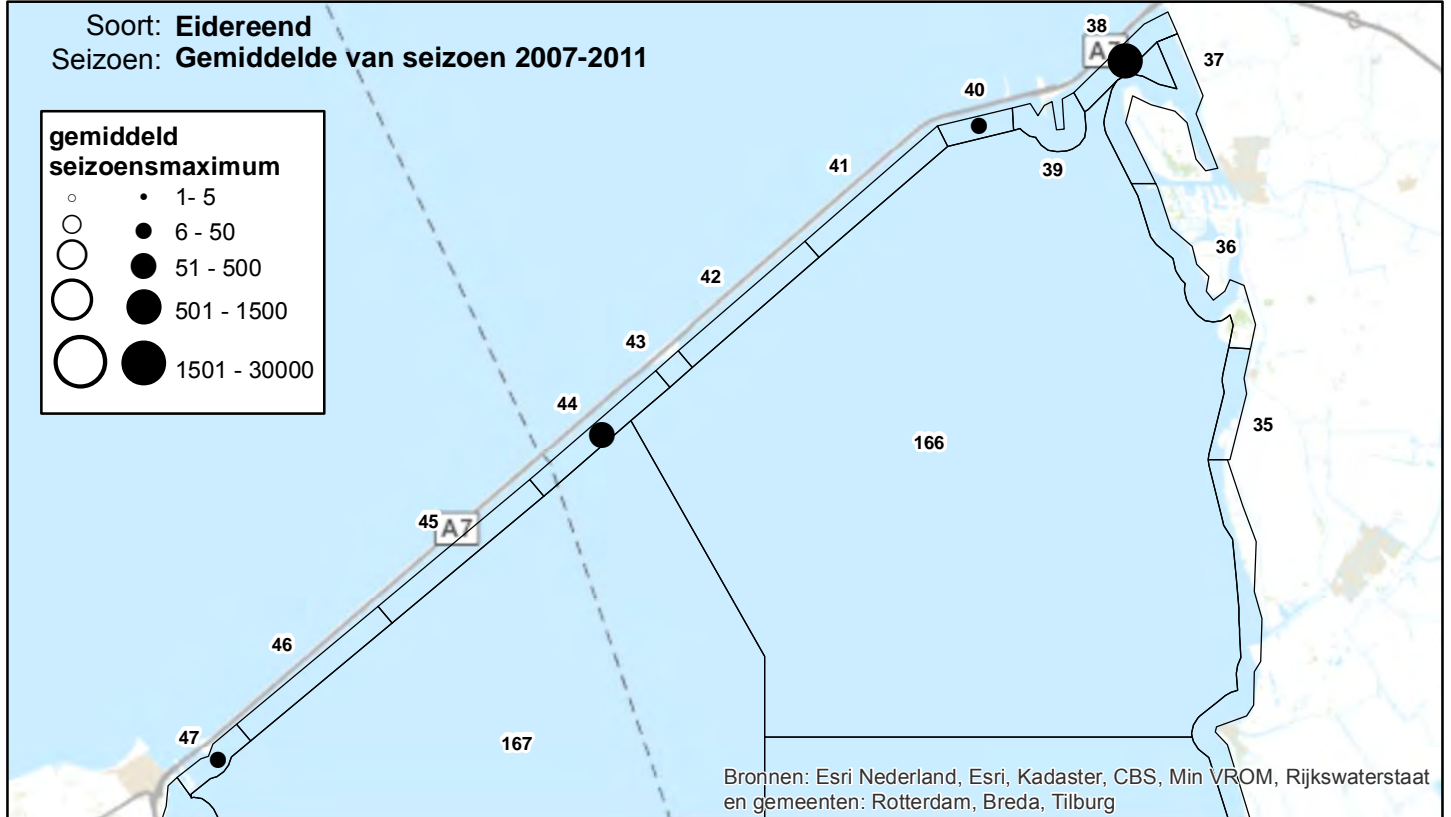 Soort: Eidereend
Seizoen: Gemiddelde van seizoen 2007-2011
gemiddeld
seizoensmaximum
1- 5
6 - 50
51 - 500
501 - 1500
1501 - 30000
38
A7
37
40
41
39
36
42
43
44
35
166
45
A7
46
47
167
Bronnen: Esri Nederland, Esri, Kadaster, CBS, Min VROM, Rijkswaterstaat
en gemeenten: Rotterdam, Breda, Tilburg